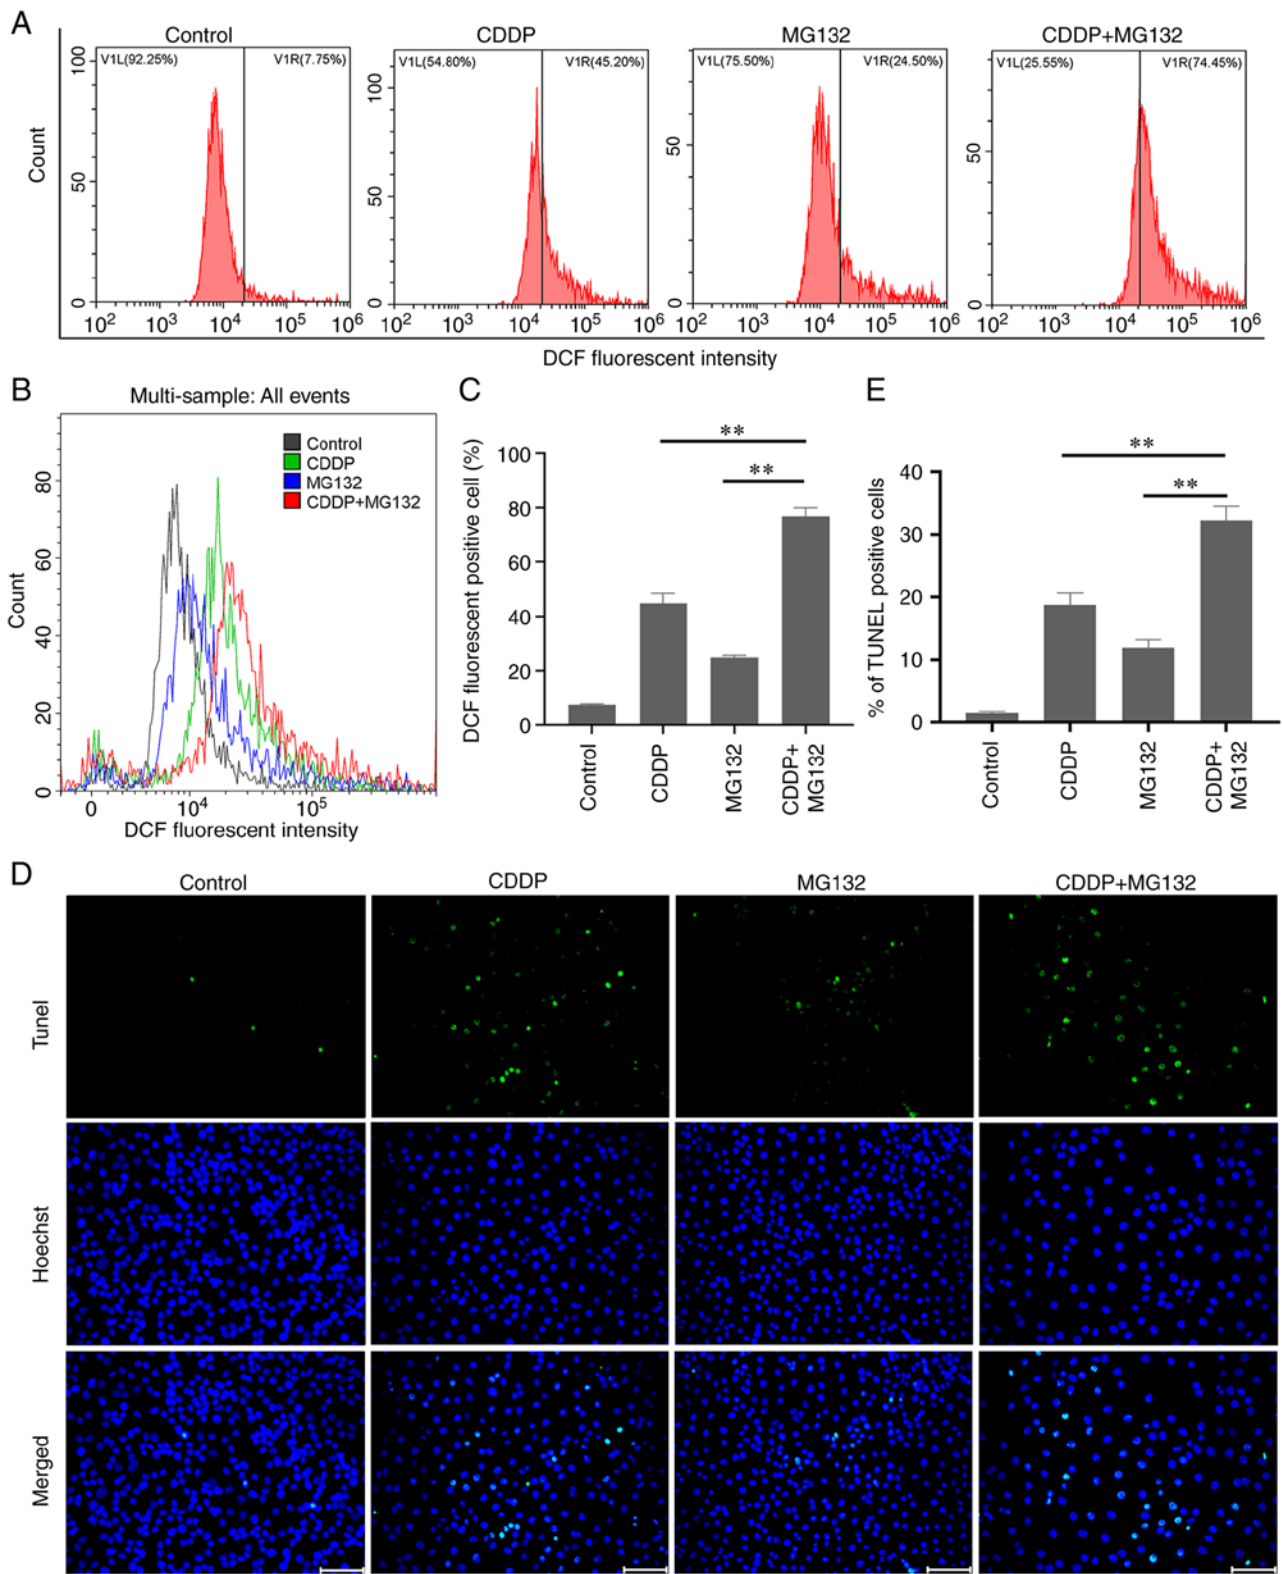 A
Control
CDDP
MG132
CDDP+MG132
V1L(92.25%)
V1R(7.75%)
V1L(54.80%)
V1R(45.20%)
V1L(75.50%)
V1R(24.50%)
V1L(25.55%)
V1R(74.45%)
Count
100
50
0
100
50
0
50
0
50
0
10² 10³ 10⁴ 10⁵ 10⁶
10² 10³ 10⁴ 10⁵ 10⁶
10² 10³ 10⁴ 10⁵ 10⁶
10² 10³ 10⁴ 10⁵ 10⁶
DCF fluorescent intensity
B
Multi-sample: All events
Control
CDDP
MG132
CDDP+MG132
Count
80
60
40
20
0
0 10⁴ 10⁵
DCF fluorescent intensity
C
DCF fluorescent positive cell (%)
100
80
60
40
20
0
**
**
Control
CDDP
MG132
CDDP+
MG132
E
% of TUNEL positive cells
40
30
20
10
0
**
**
Control
CDDP
MG132
CDDP+
MG132
D
Control
CDDP
MG132
CDDP+MG132
Tunel
Hoechst
Merged